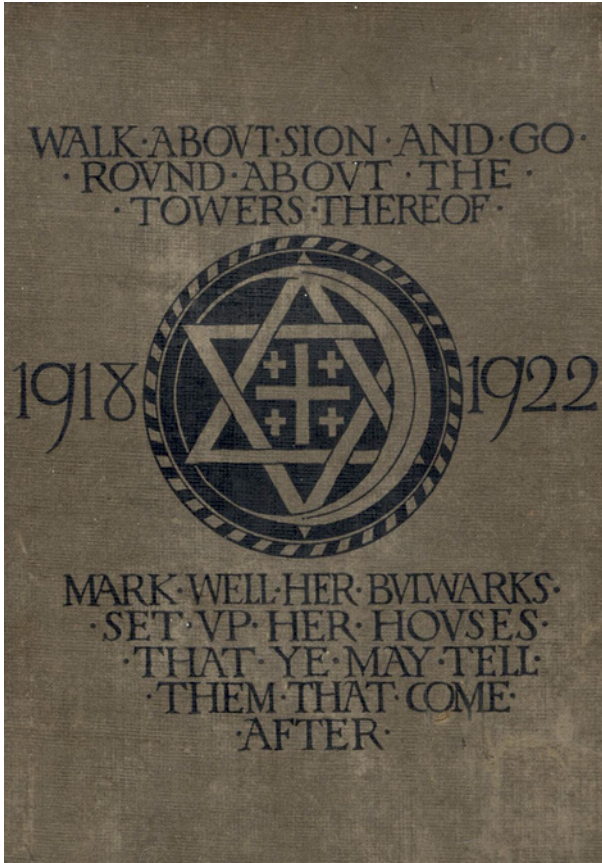 WALK·ABOVT·SION·AND·GO·
·ROVND·ABOVT·THE·
·TOWERS·THEREOF·
1918 1922
MARK·WELL·HER·BVLWARKS·
·SET·VP·HER·HOVSES·
·THAT·YE·MAY·TELL·
·THEM·THAT·COME·
·AFTER·